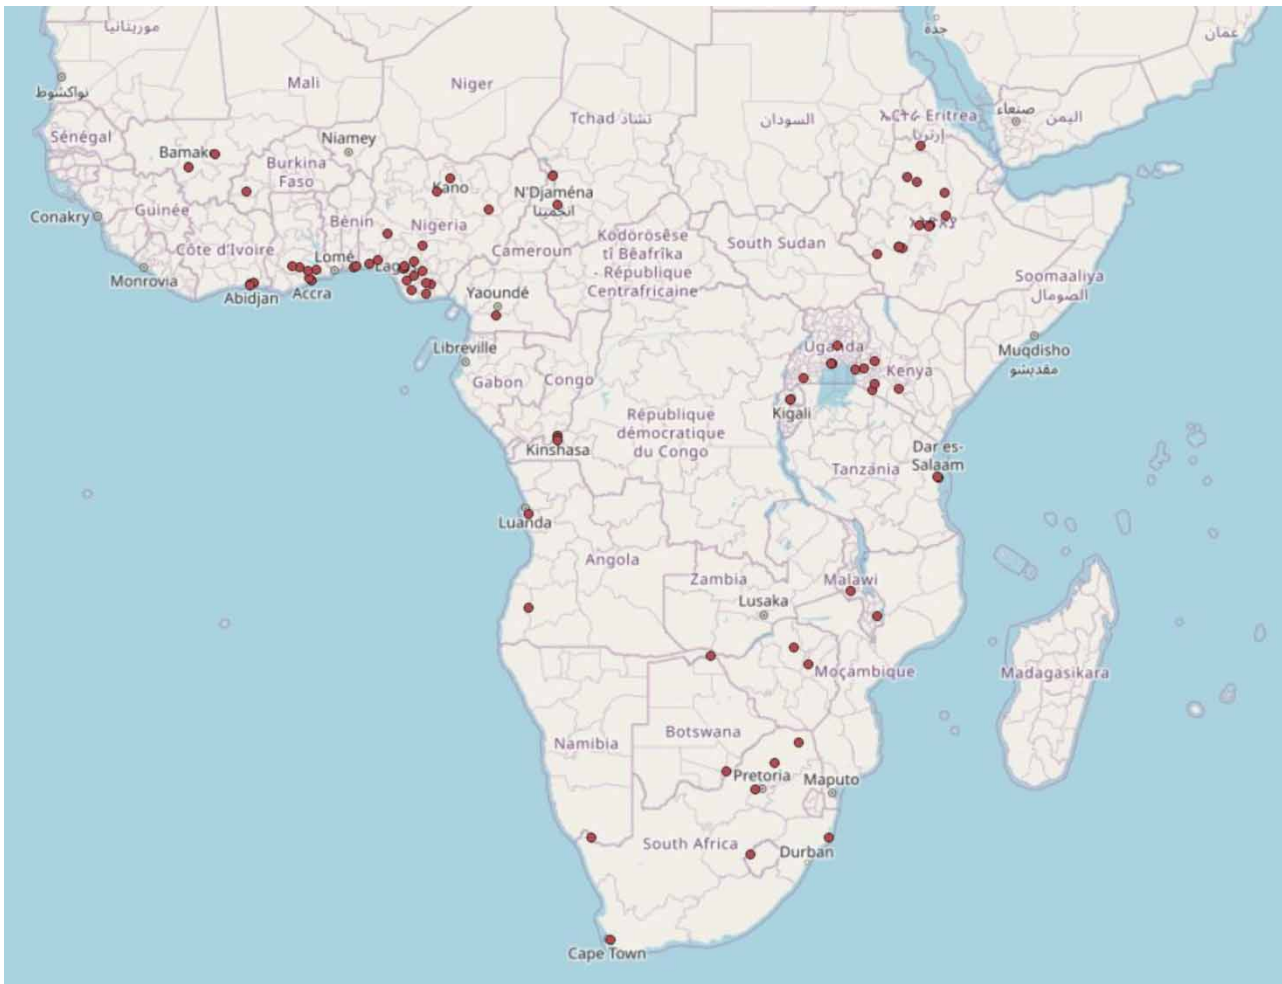 موريتانيا
جدة
عمان
Mali
Niger
نواكشوط
Tchad تشاد
السودان
ኤርትራ Eritrea
إرتريا
صنعاء
اليمن
Sénégal
Niamey
Bamako
Burkina
Faso
Kano
N'Djaména
انجمينا
Conakry
Guinée
Bénin
Nigeria
Cameroun
Ködörösêse
tî Bêafrîka
- République
Centrafricaine
South Sudan
Côte d'Ivoire
Lomé
Monrovia
Abidjan
Accra
Yaoundé
Soomaaliya
الصومال
Libreville
Uganda
Kenya
Muqdisho
مقديشو
Gabon
Congo
Kigali
République
démocratique
du Congo
Kinshasa
Dar es-
Salaam
Tanzania
Luanda
Angola
Zambia
Malawi
Lusaka
Moçambique
Madagasikara
Namibia
Botswana
Pretoria
Maputo
South Africa
Durban
Cape Town